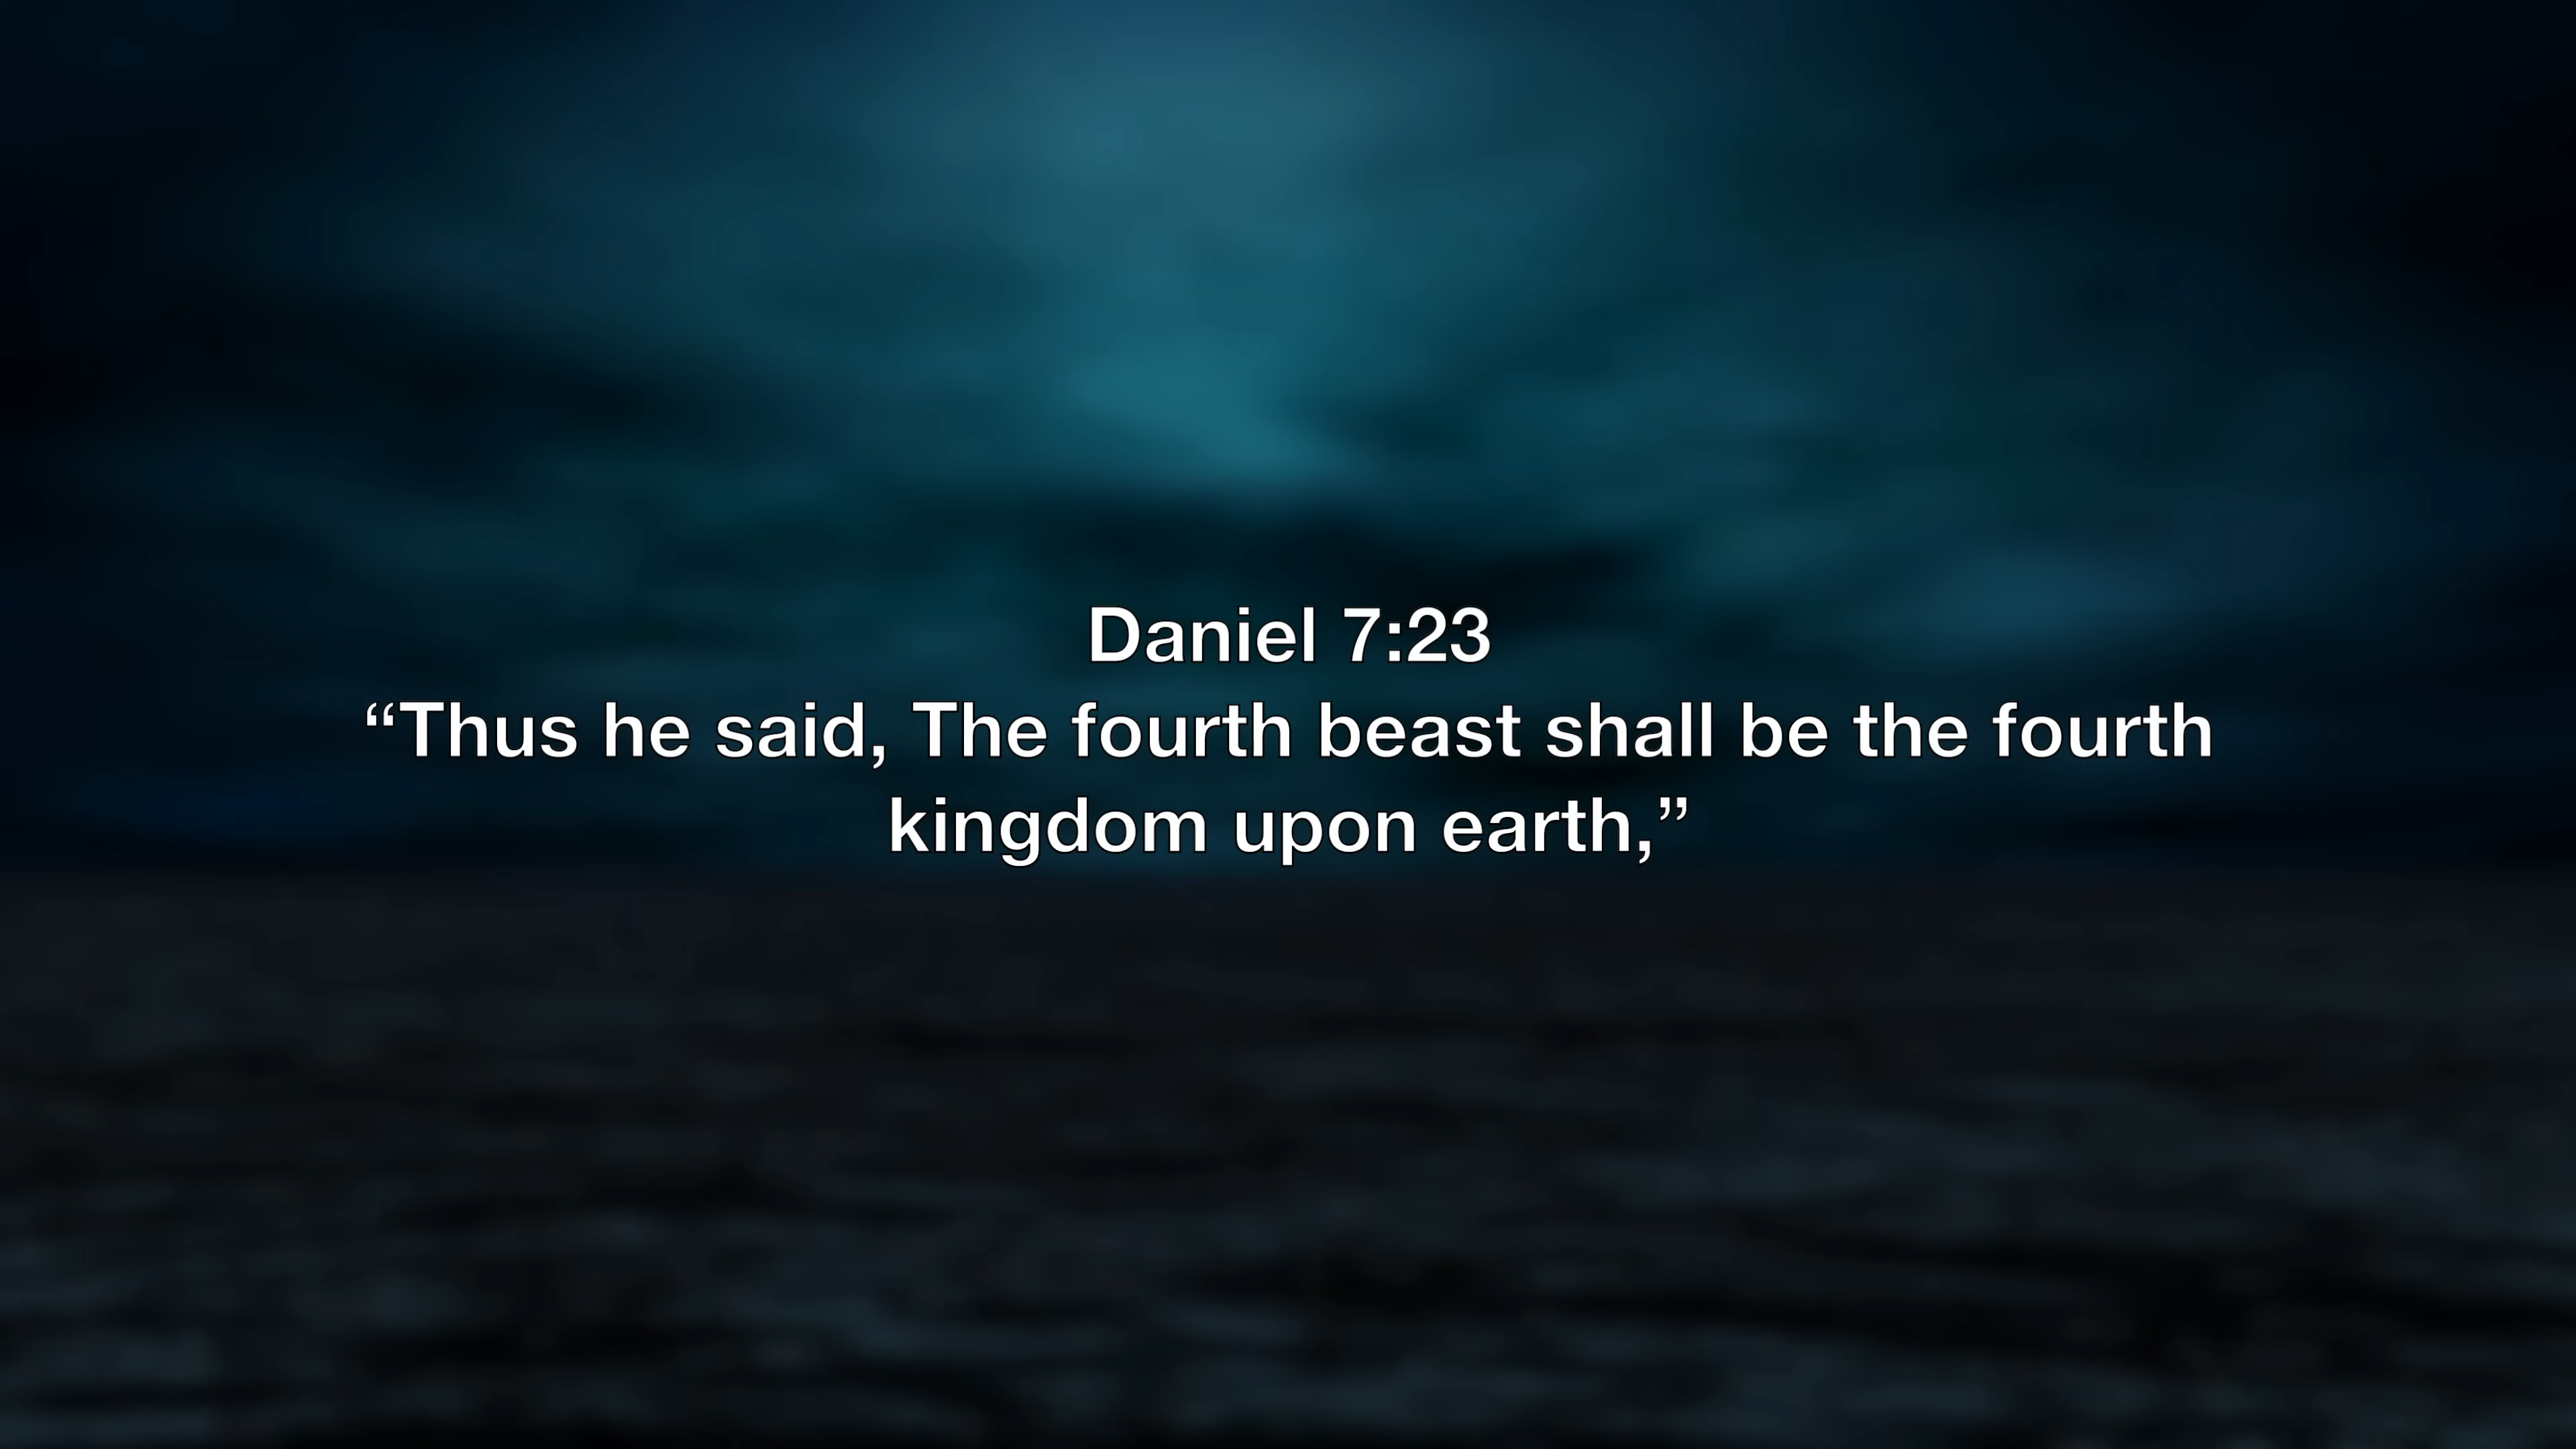 Daniel 7:23
“Thus he said, The fourth beast shall be the fourth
kingdom upon earth,”